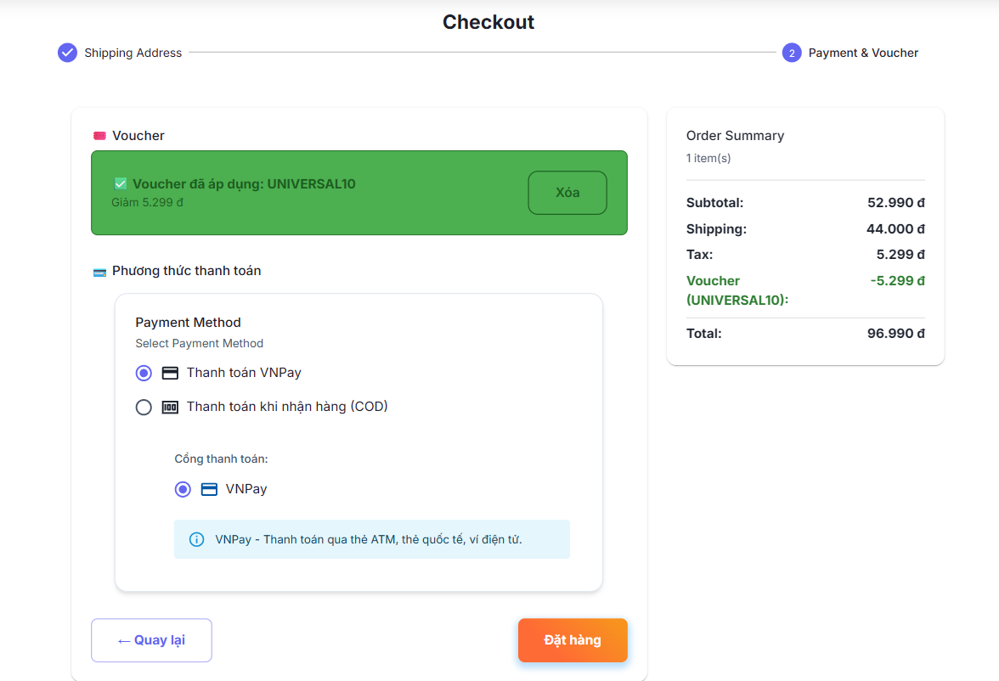 Checkout
Shipping Address
2
Payment & Voucher
Voucher
Voucher đã áp dụng: UNIVERSAL10
Giảm 5.299 đ
Xóa
Phương thức thanh toán
Payment Method
Select Payment Method
Thanh toán VNPay
Thanh toán khi nhận hàng (COD)
Cổng thanh toán:
VNPay
VNPay - Thanh toán qua thẻ ATM, thẻ quốc tế, ví điện tử.
← Quay lại
Đặt hàng
Order Summary
1 item(s)
Subtotal: 52.990 đ
Shipping: 44.000 đ
Tax: 5.299 đ
Voucher -5.299 đ
(UNIVERSAL10):
Total: 96.990 đ